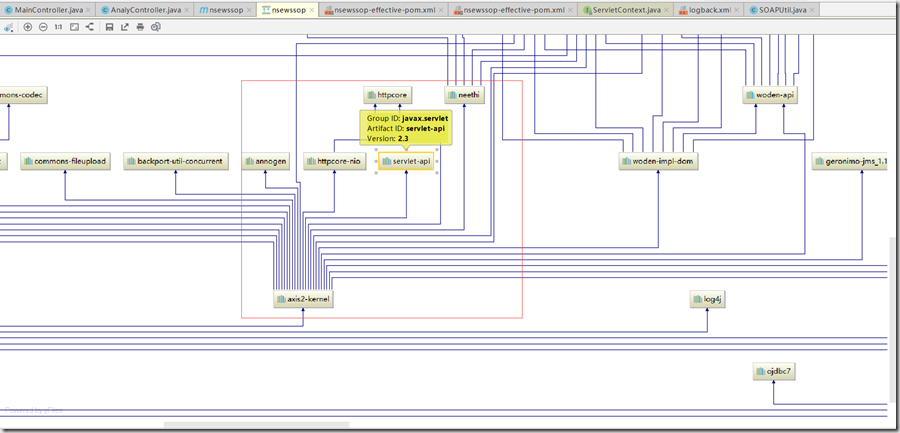 MainController.java
AnalyController.java
nsewssop
nsewssop
nsewssop-effective-pom.xml
nsewssop-effective-pom.xml
ServletContext.java
logback.xml
SOAPUtil.java
mons-codec
httpcore
neethi
woden-api
Group ID: javax.servlet
Artifact ID: servlet-api
Version: 2.3
commons-fileupload
backport-util-concurrent
annogen
httpcore-nio
servlet-api
woden-impl-dom
geronimo-jms_1.1
axis2-kernel
log4j
ojdbc7
Powered by yFiles